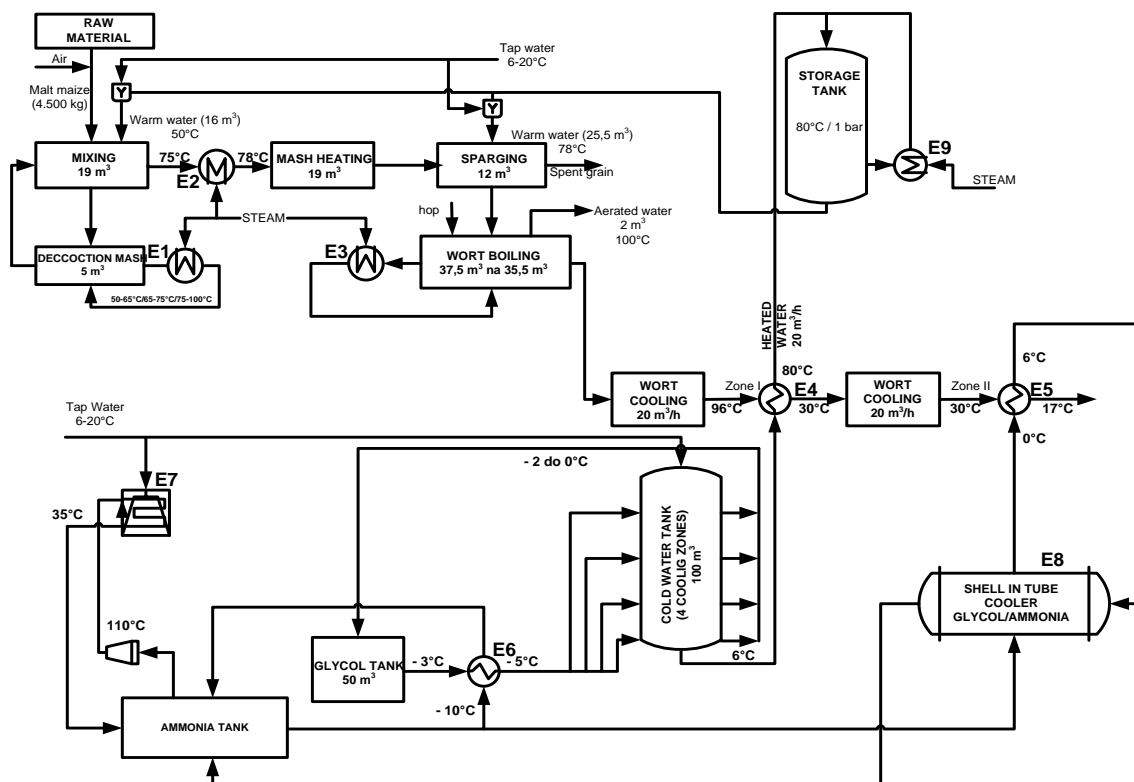 RAW
MATERIAL
Air
Malt maize
(4.500 kg)
Tap water
6-20°C
Y
Y
Warm water (16 m³)
50°C
Warm water (25,5 m³)
78°C
MIXING
19 m³
75°C
E2
M
78°C
MASH HEATING
19 m³
SPARGING
12 m³
Spent grain
STORAGE
TANK
80°C / 1 bar
E9
STEAM
hop
Aerated water
2 m³
100°C
STEAM
DECCOCTION MASH
5 m³
E1
50-65°C/65-75°C/75-100°C
E3
WORT BOILING
37,5 m³ na 35,5 m³
HEATED
WATER
20 m³/h
WORT
COOLING
20 m³/h
Zone I
96°C
80°C
E4
30°C
WORT
COOLING
20 m³/h
Zone II
30°C
6°C
E5
17°C
0°C
Tap Water
6-20°C
E7
35°C
110°C
- 2 do 0°C
COLD WATER TANK
(4 COOLIG ZONES)
100 m³
6°C
GLYCOL TANK
50 m³
- 3°C
E6
- 5°C
- 10°C
AMMONIA TANK
E8
SHELL IN TUBE
COOLER
GLYCOL/AMMONIA